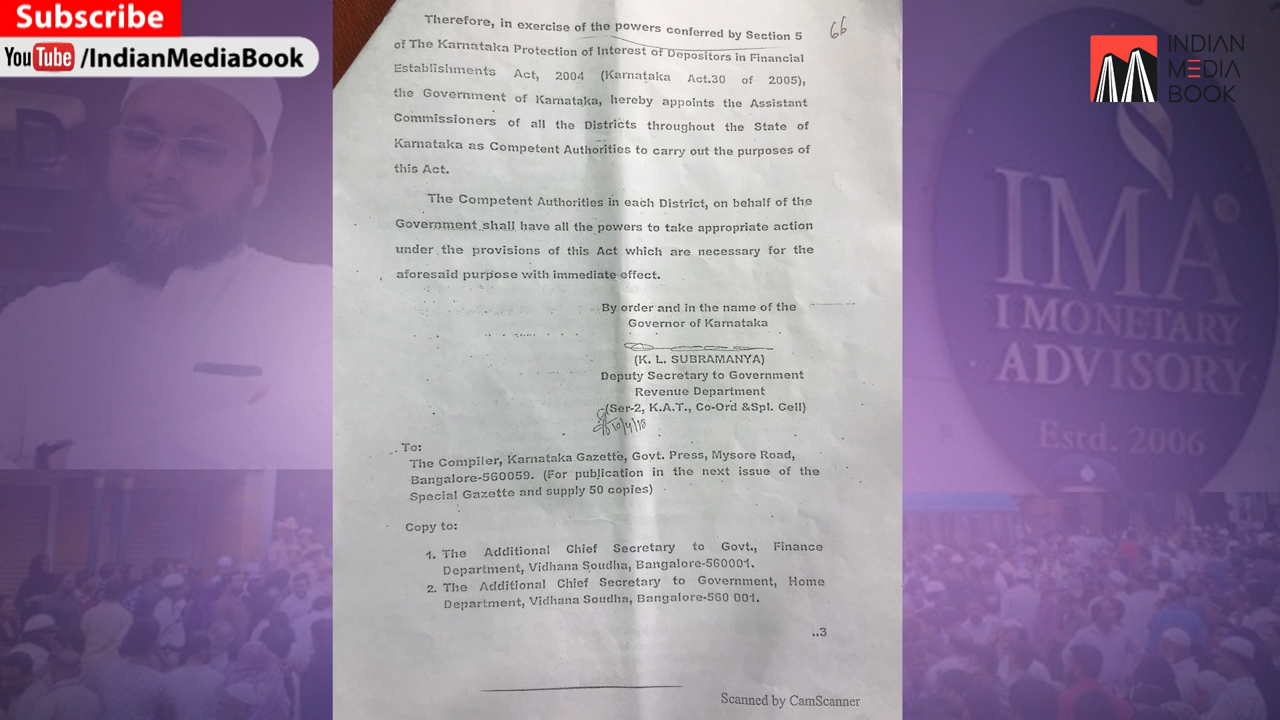 Subscribe
YouTube /IndianMediaBook
INDIAN
MEDIA
BOOK
66
Therefore, in exercise of the powers conferred by Section 5
of The Karnataka Protection of Interest of Depositors in Financial
Establishments Act, 2004 (Karnataka Act.30 of 2005),
the Government of Karnataka, hereby appoints the Assistant
Commissioners of all the Districts throughout the State of
Karnataka as Competent Authorities to carry out the purposes of
this Act.
The Competent Authorities in each District, on behalf of the
Government shall have all the powers to take appropriate action
under the provisions of this Act which are necessary for the
aforesaid purpose with immediate effect.
By order and in the name of the
Governor of Karnataka
(K. L. SUBRAMANYA)
Deputy Secretary to Government
Revenue Department
(Ser-2, K.A.T., Co-Ord &Spl. Cell)
To:
The Compiler, Karnataka Gazette, Govt. Press, Mysore Road,
Bangalore-560059. (For publication in the next issue of the
Special Gazette and supply 50 copies)
Copy to:
1. The Additional Chief Secretary to Govt., Finance
Department, Vidhana Soudha, Bangalore-560001.
2. The Additional Chief Secretary to Government, Home
Department, Vidhana Soudha, Bangalore-560 001.
..3
Scanned by CamScanner
IMA
I MONETARY
ADVISORY
Estd. 2006